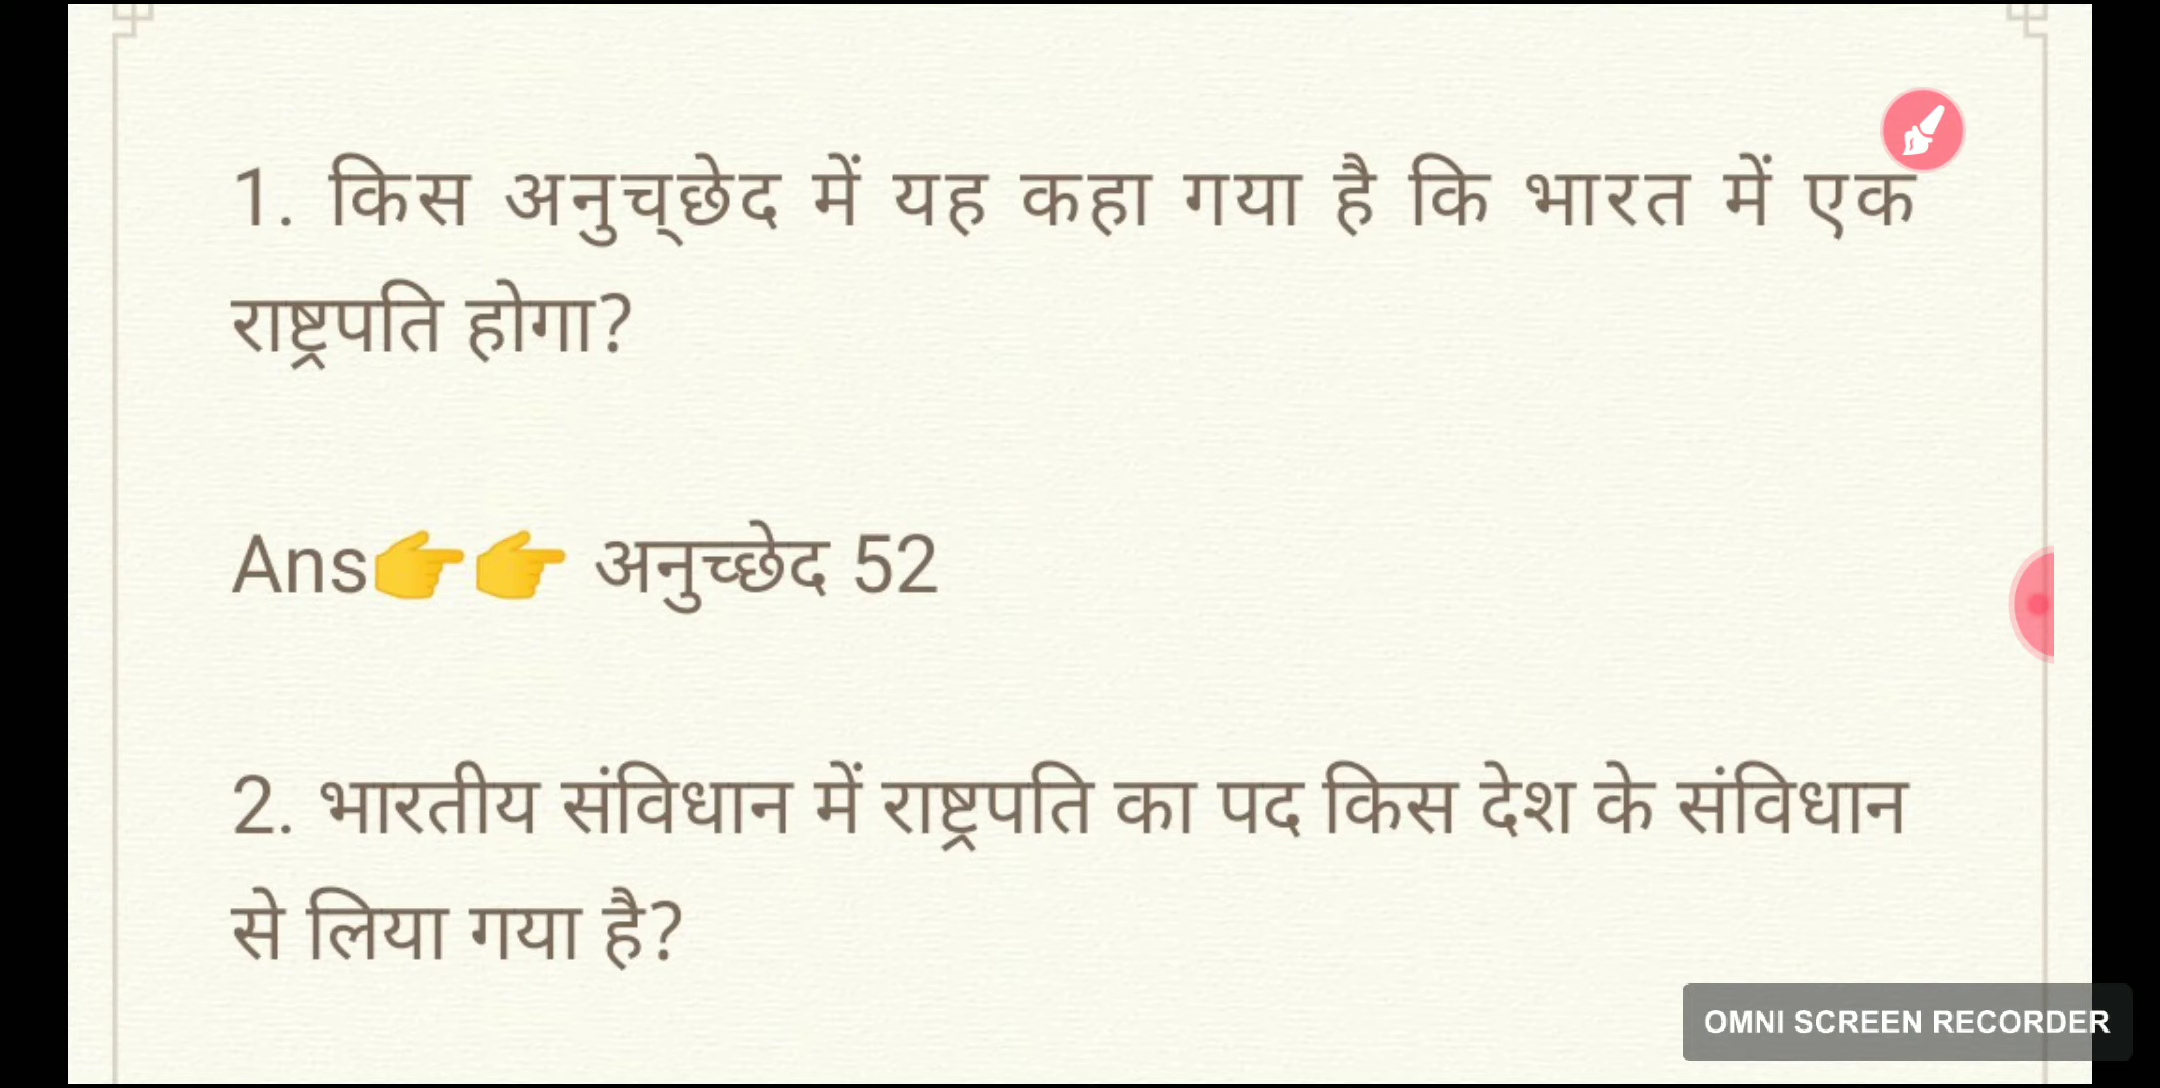 1. किस अनुच्‌छेद में यह कहा गया है कि भारत में एक
राष्ट्रपति होगा?
Ans👉👉 अनुच्छेद 52
2. भारतीय संविधान में राष्ट्रपति का पद किस देश के संविधान
से लिया गया है?
OMNI SCREEN RECORDER